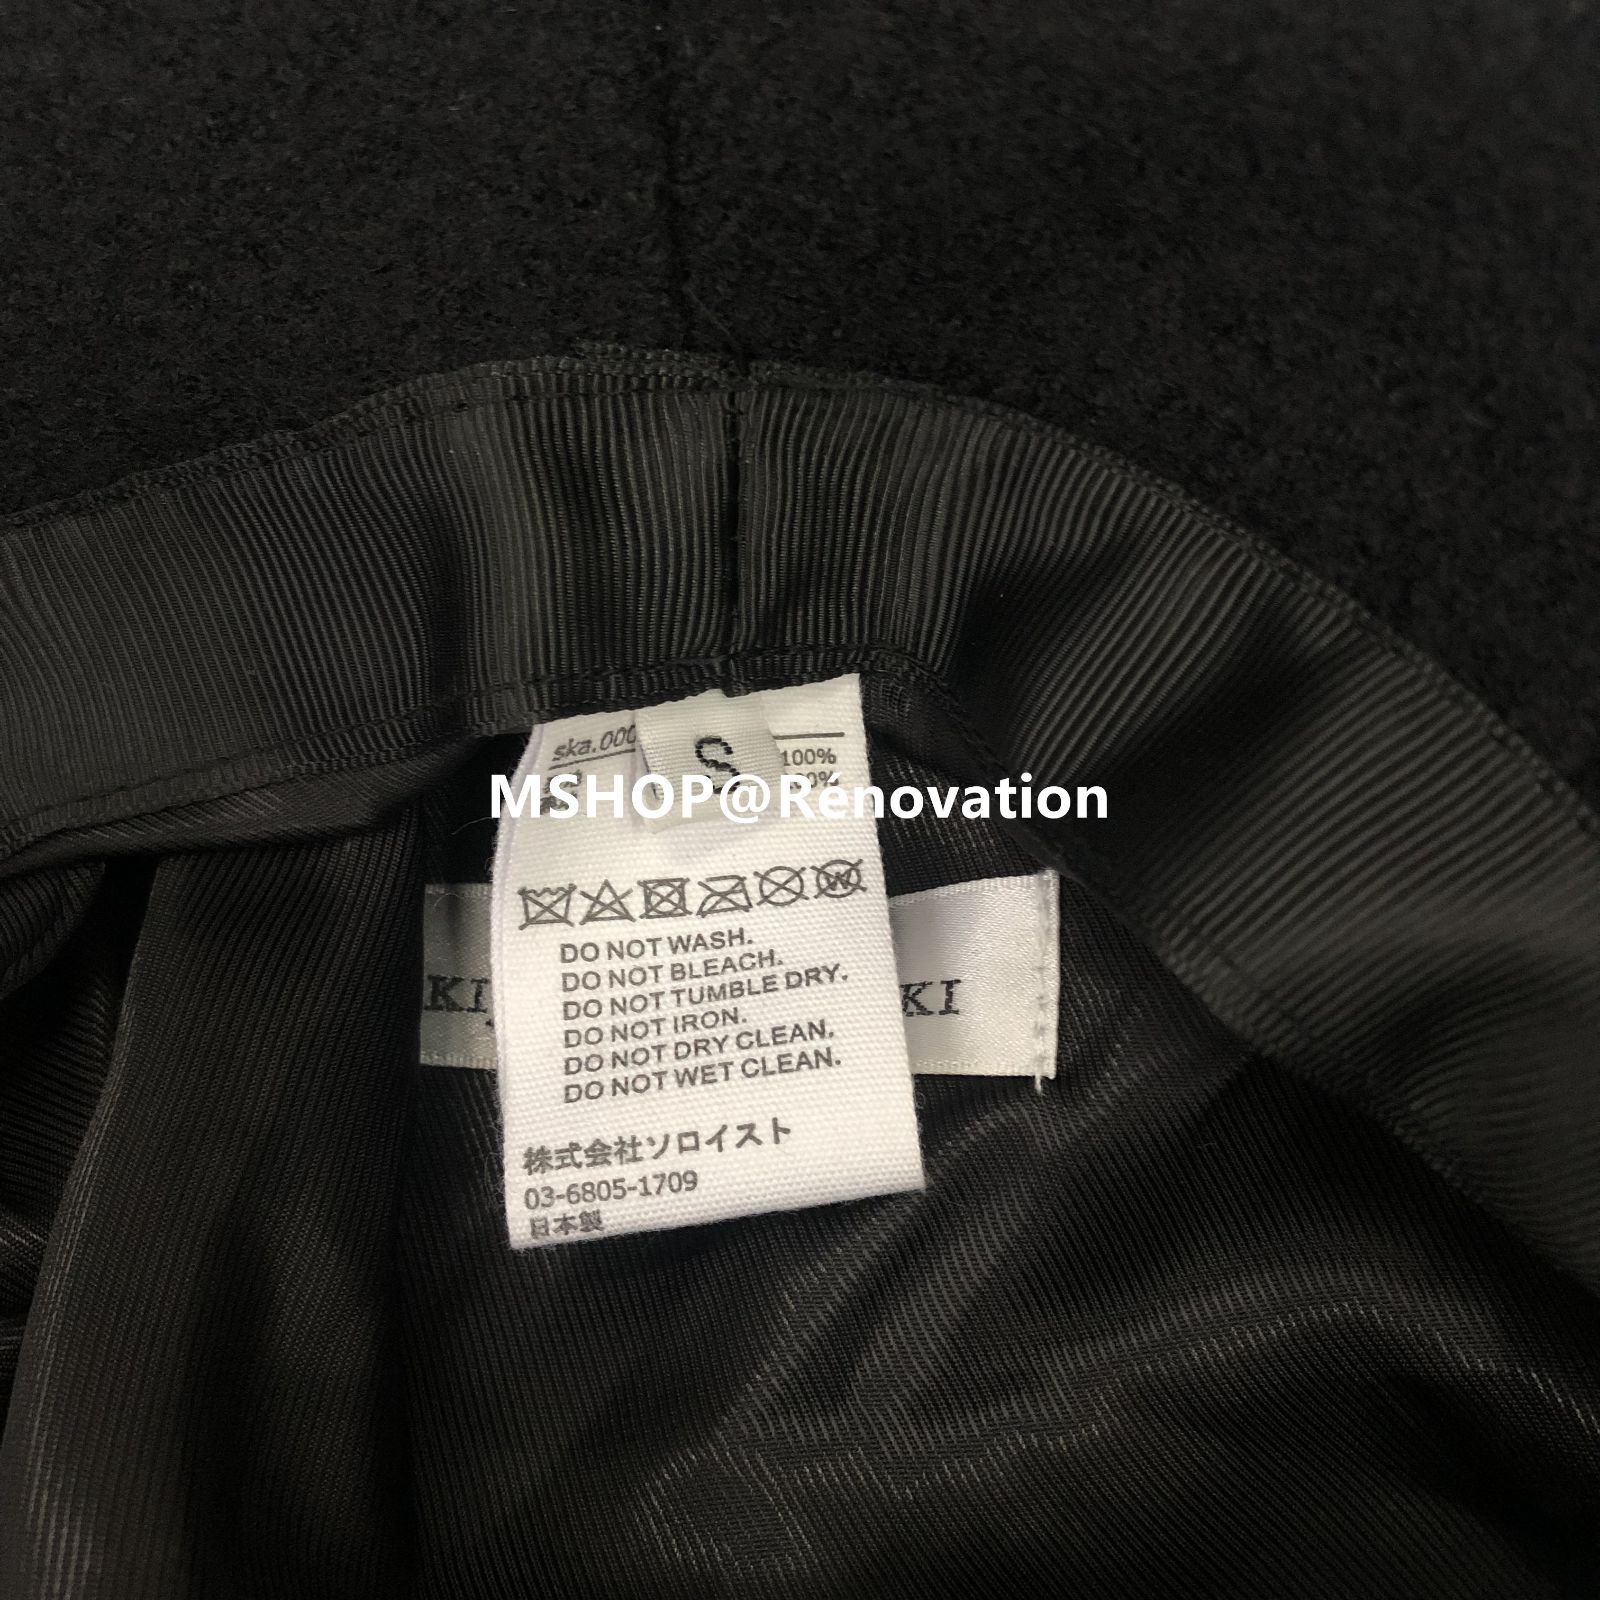 ska.000
S
100%
MSHOP@Rénovation
W
DO NOT WASH.
DO NOT BLEACH.
DO NOT TUMBLE DRY.
DO NOT IRON.
DO NOT DRY CLEAN.
DO NOT WET CLEAN.
KI
株式会社ソロイスト
03-6805-1709
日本製